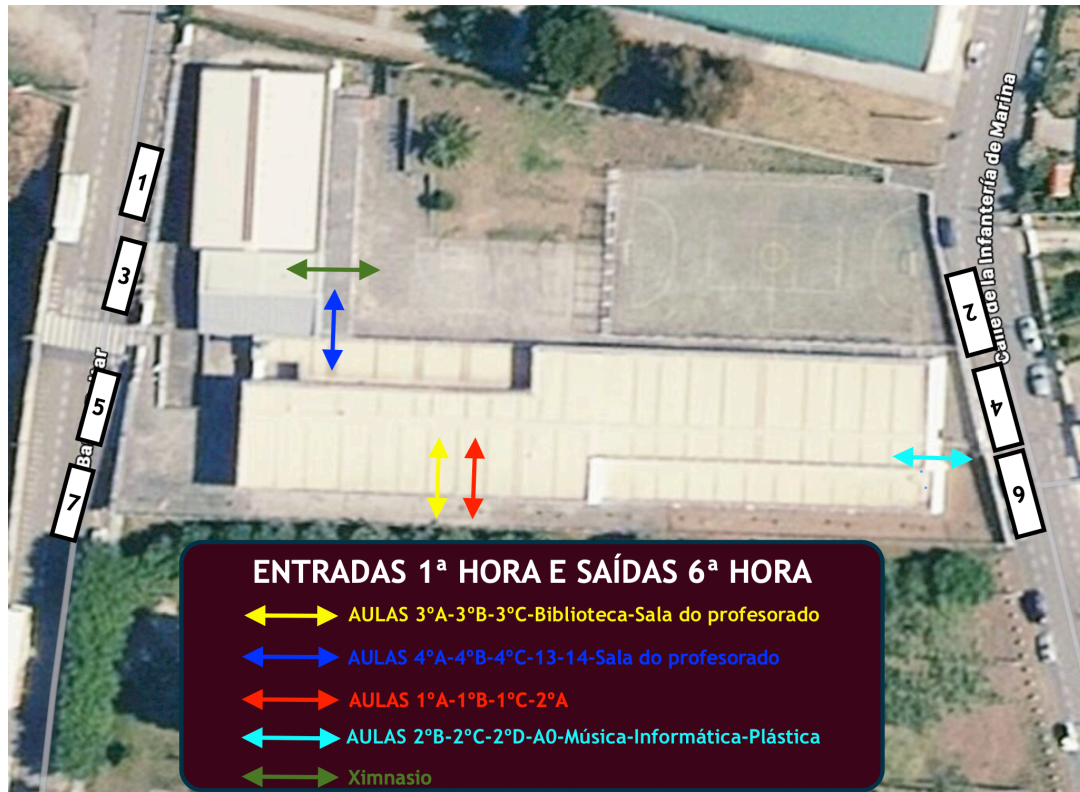 1
3
5
7
Calle de la Infantería de Marina
2
4
6
ENTRADAS 1ª HORA E SAÍDAS 6ª HORA
AULAS 3ºA-3ºB-3ºC-Biblioteca-Sala do profesorado
AULAS 4ºA-4ºB-4ºC-13-14-Sala do profesorado
AULAS 1ºA-1ºB-1ºC-2ºA
AULAS 2ºB-2ºC-2ºD-A0-Música-Informática-Plástica
Ximnasio